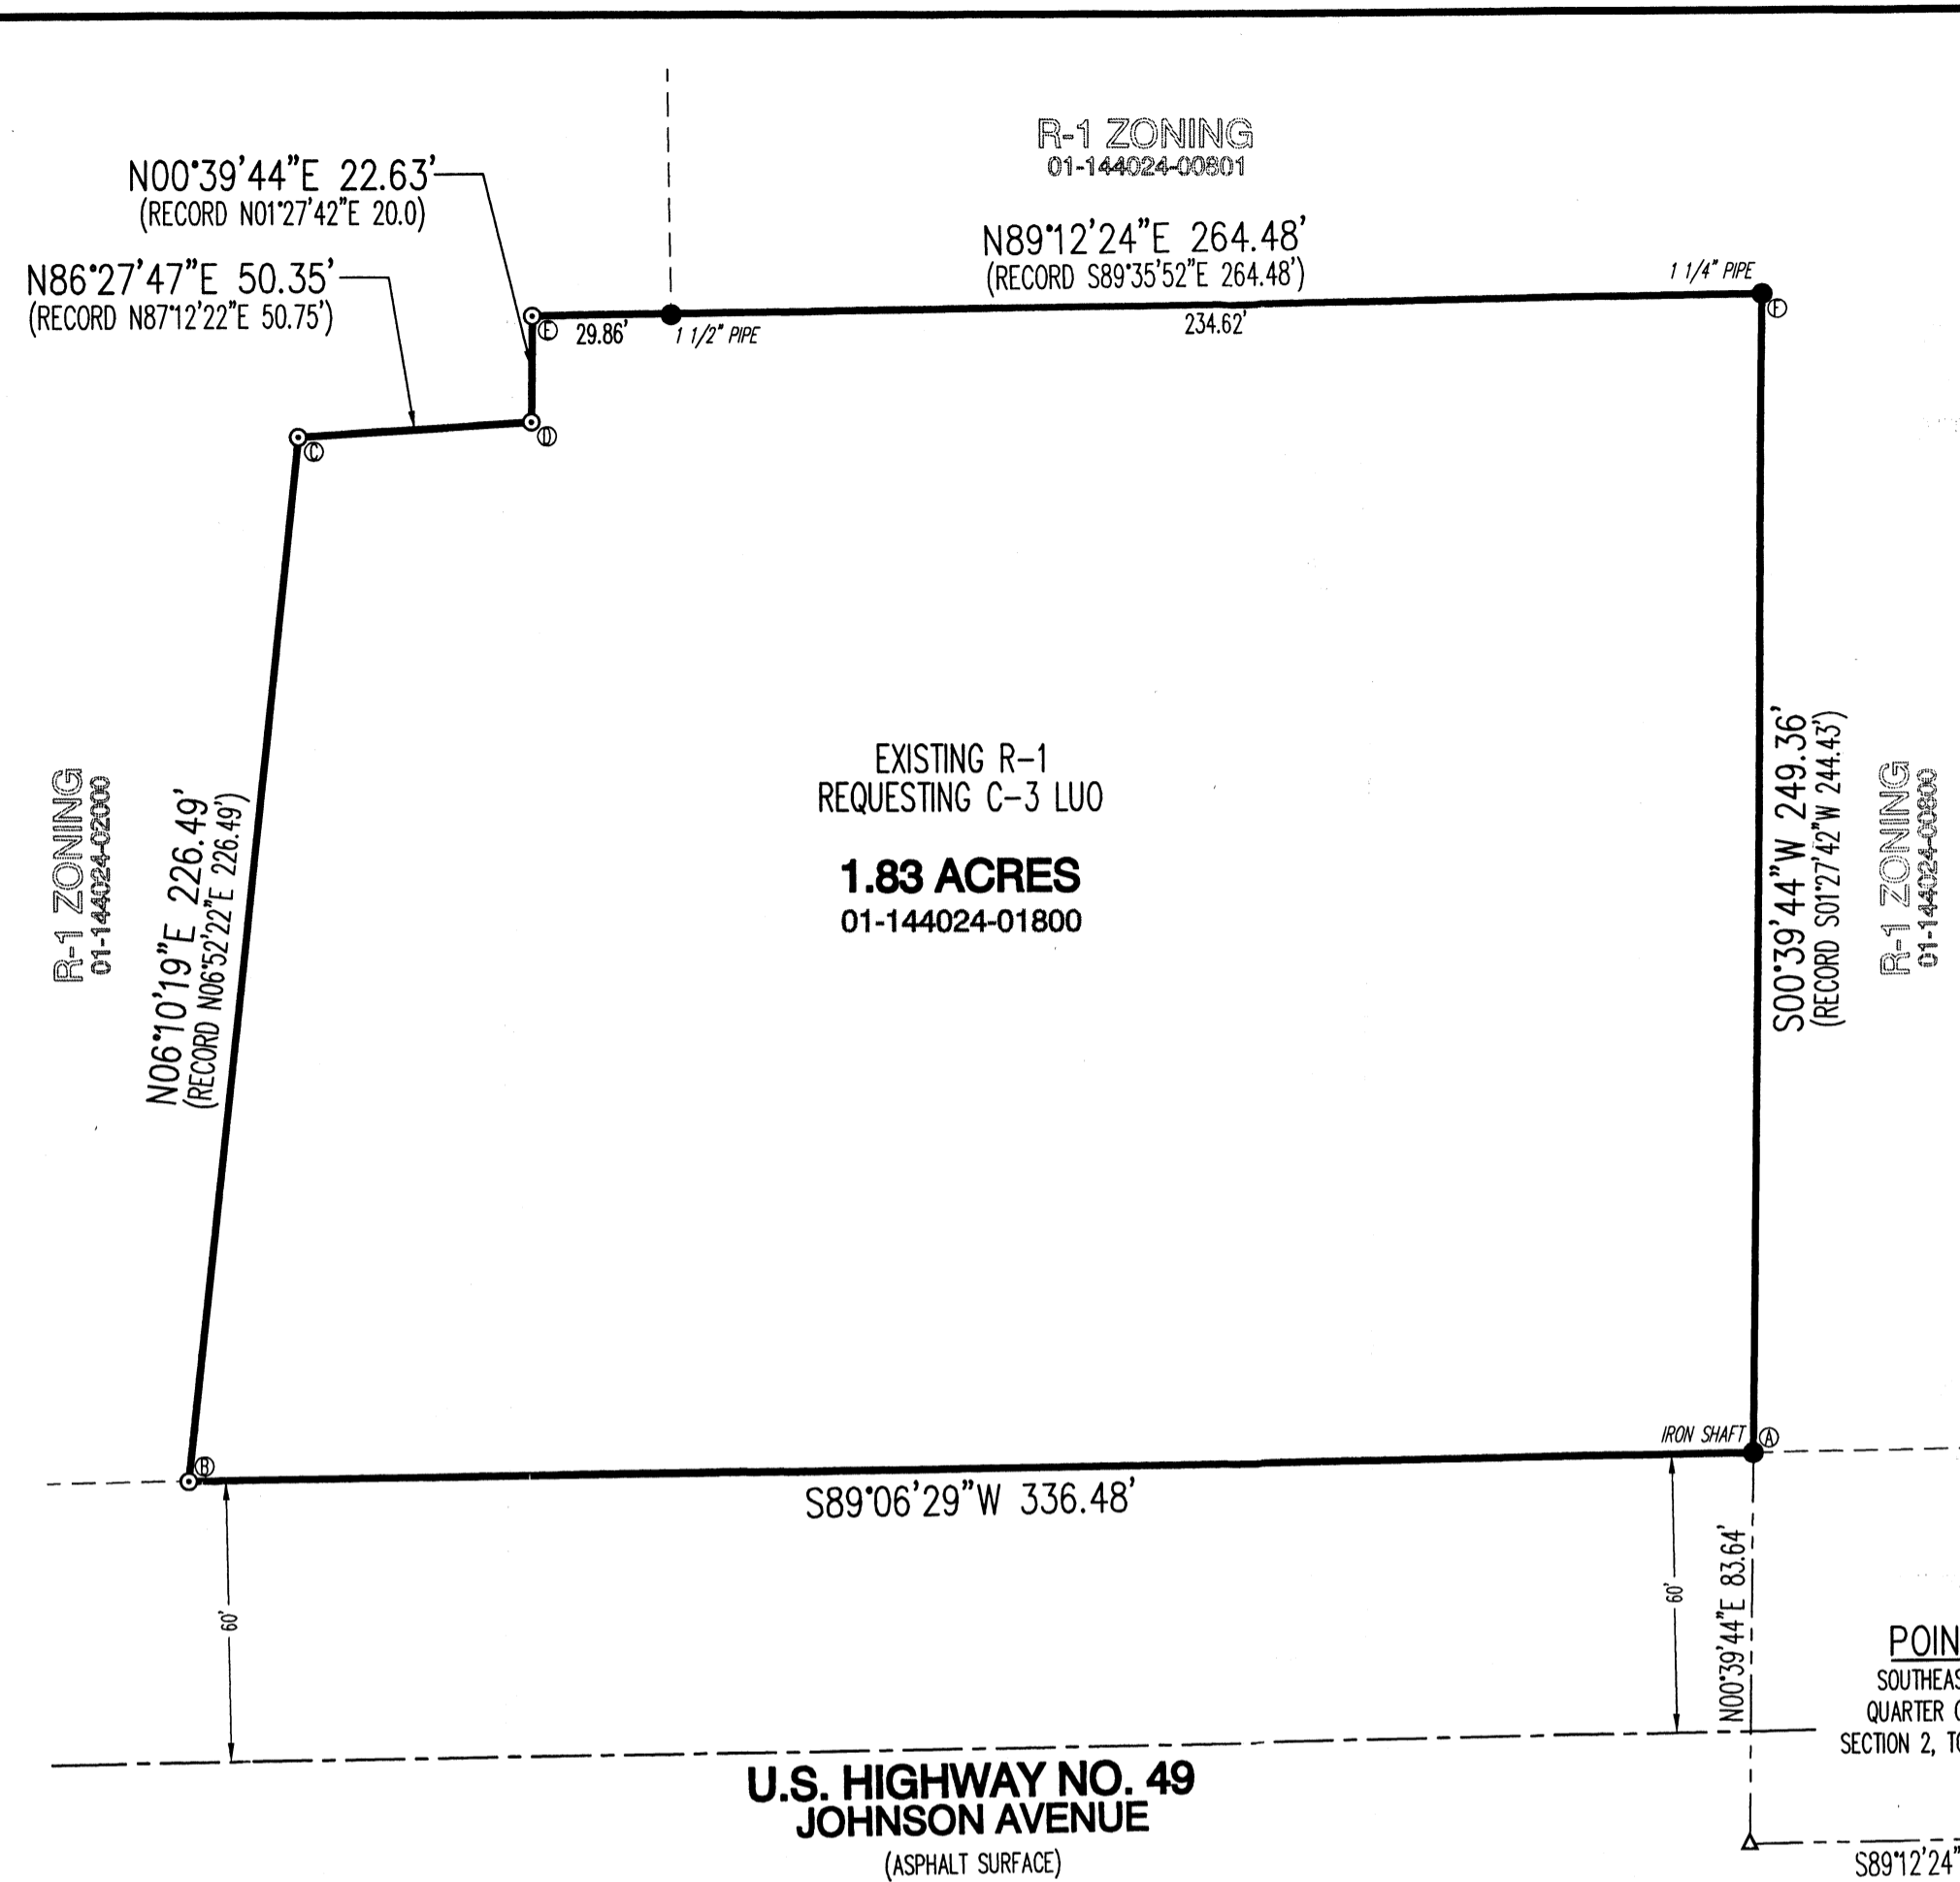 R-1 ZONING
01-144024-00801
N00°39'44"E 22.63'
(RECORD N01°27'42"E 20.0)
N89°12'24"E 264.48'
(RECORD S89°35'52"E 264.48')
N86°27'47"E 50.35'
(RECORD N87°12'22"E 50.75')
1 1/4" PIPE
F
E
29.86'
1 1/2" PIPE
234.62'
D
C
EXISTING R-1
REQUESTING C-3 LUO
1.83 ACRES
01-144024-01800
R-1 ZONING
01-144024-02000
N06°10'19"E 226.49'
(RECORD N06°52'22"E 226.49')
S00°39'44"W 249.36'
(RECORD S01°27'42"W 244.43')
R-1 ZONING
01-144024-00800
IRON SHAFT
A
B
S89°06'29"W 336.48'
60'
60'
N00°39'44"E 83.64'
POIN
SOUTHEAS
QUARTER
SECTION 2, TO
U.S. HIGHWAY NO. 49
JOHNSON AVENUE
(ASPHALT SURFACE)
S89°12'24"